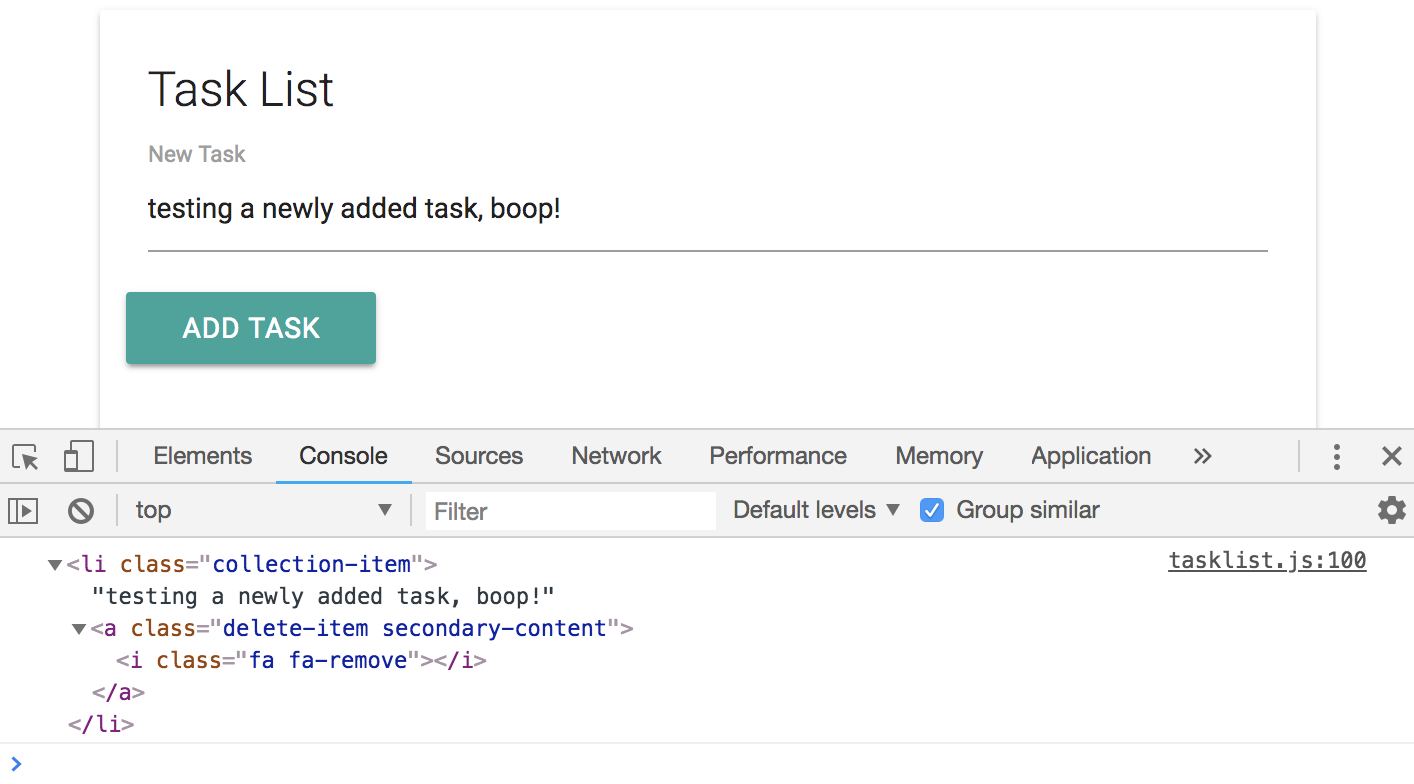 Task List
New Task
testing a newly added task, boop!
ADD TASK
Elements Console Sources Network Performance Memory Application »
top ▼ Filter Default levels ▼ Group similar
▼<li class="collection-item"> tasklist.js:100
"testing a newly added task, boop!"
▼<a class="delete-item secondary-content">
<i class="fa fa-remove"></i>
</a>
</li>
>